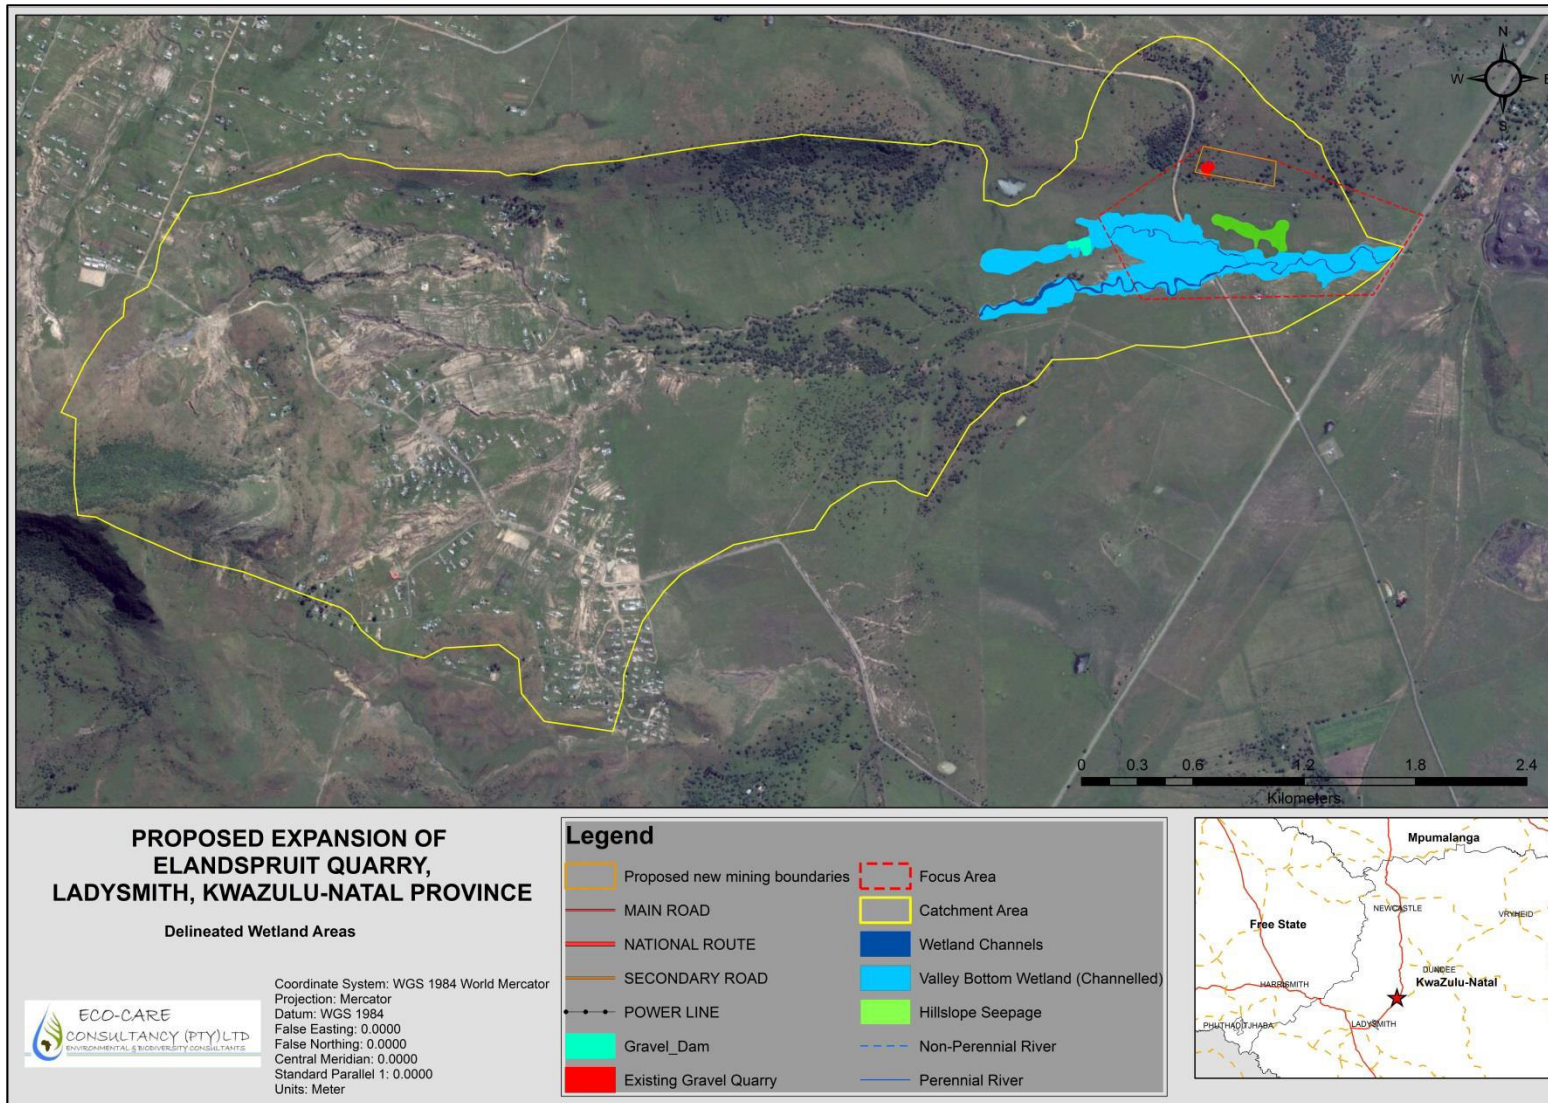 N
W
E
S
0 0.3 0.6 1.2 1.8 2.4
Kilometers
PROPOSED EXPANSION OF
ELANDSPRUIT QUARRY,
LADYSMITH, KWAZULU-NATAL PROVINCE
Delineated Wetland Areas
ECO-CARE
CONSULTANCY (PTY)LTD
ENVIRONMENTAL & BIODIVERSITY CONSULTANTS
Coordinate System: WGS 1984 World Mercator
Projection: Mercator
Datum: WGS 1984
False Easting: 0.0000
False Northing: 0.0000
Central Meridian: 0.0000
Standard Parallel 1: 0.0000
Units: Meter
Legend
Proposed new mining boundaries
MAIN ROAD
NATIONAL ROUTE
SECONDARY ROAD
POWER LINE
Gravel_Dam
Existing Gravel Quarry
Focus Area
Catchment Area
Wetland Channels
Valley Bottom Wetland (Channelled)
Hillslope Seepage
Non-Perennial River
Perennial River
Mpumalanga
NEWCASTLE
VRYHEID
Free State
DUNDEE
KwaZulu-Natal
HARRISMITH
PHUTHADITJHABA
LADYSMITH